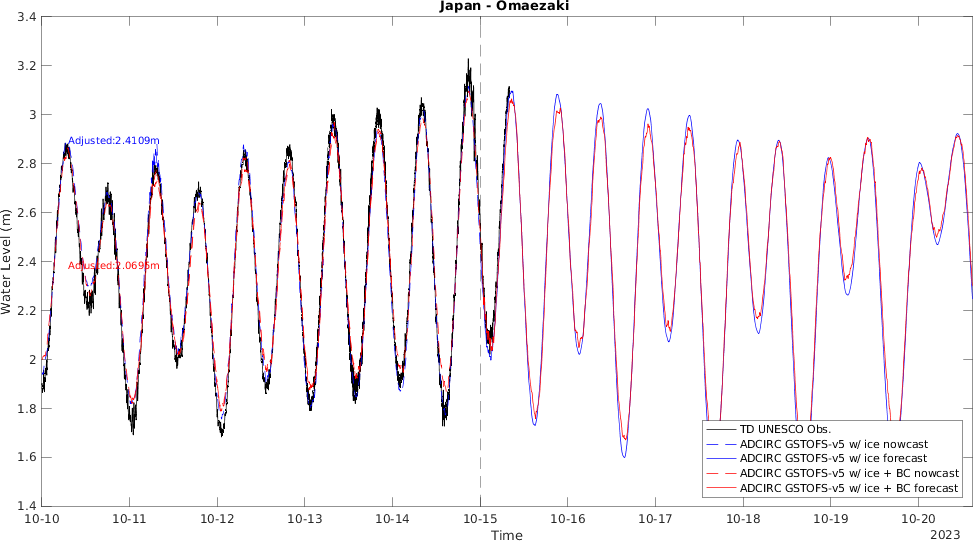 Japan - Omaezaki
3.4
3.2
3
2.8
2.6
2.4
2.2
2
1.8
1.6
1.4
Water Level (m)
Adjusted:2.4109m
Adjusted:2.0695m
TD UNESCO Obs.
ADCIRC GSTOFS-v5 w/ ice nowcast
ADCIRC GSTOFS-v5 w/ ice forecast
ADCIRC GSTOFS-v5 w/ ice + BC nowcast
ADCIRC GSTOFS-v5 w/ ice + BC forecast
10-10 10-11 10-12 10-13 10-14 10-15 10-16 10-17 10-18 10-19 10-20
Time
2023